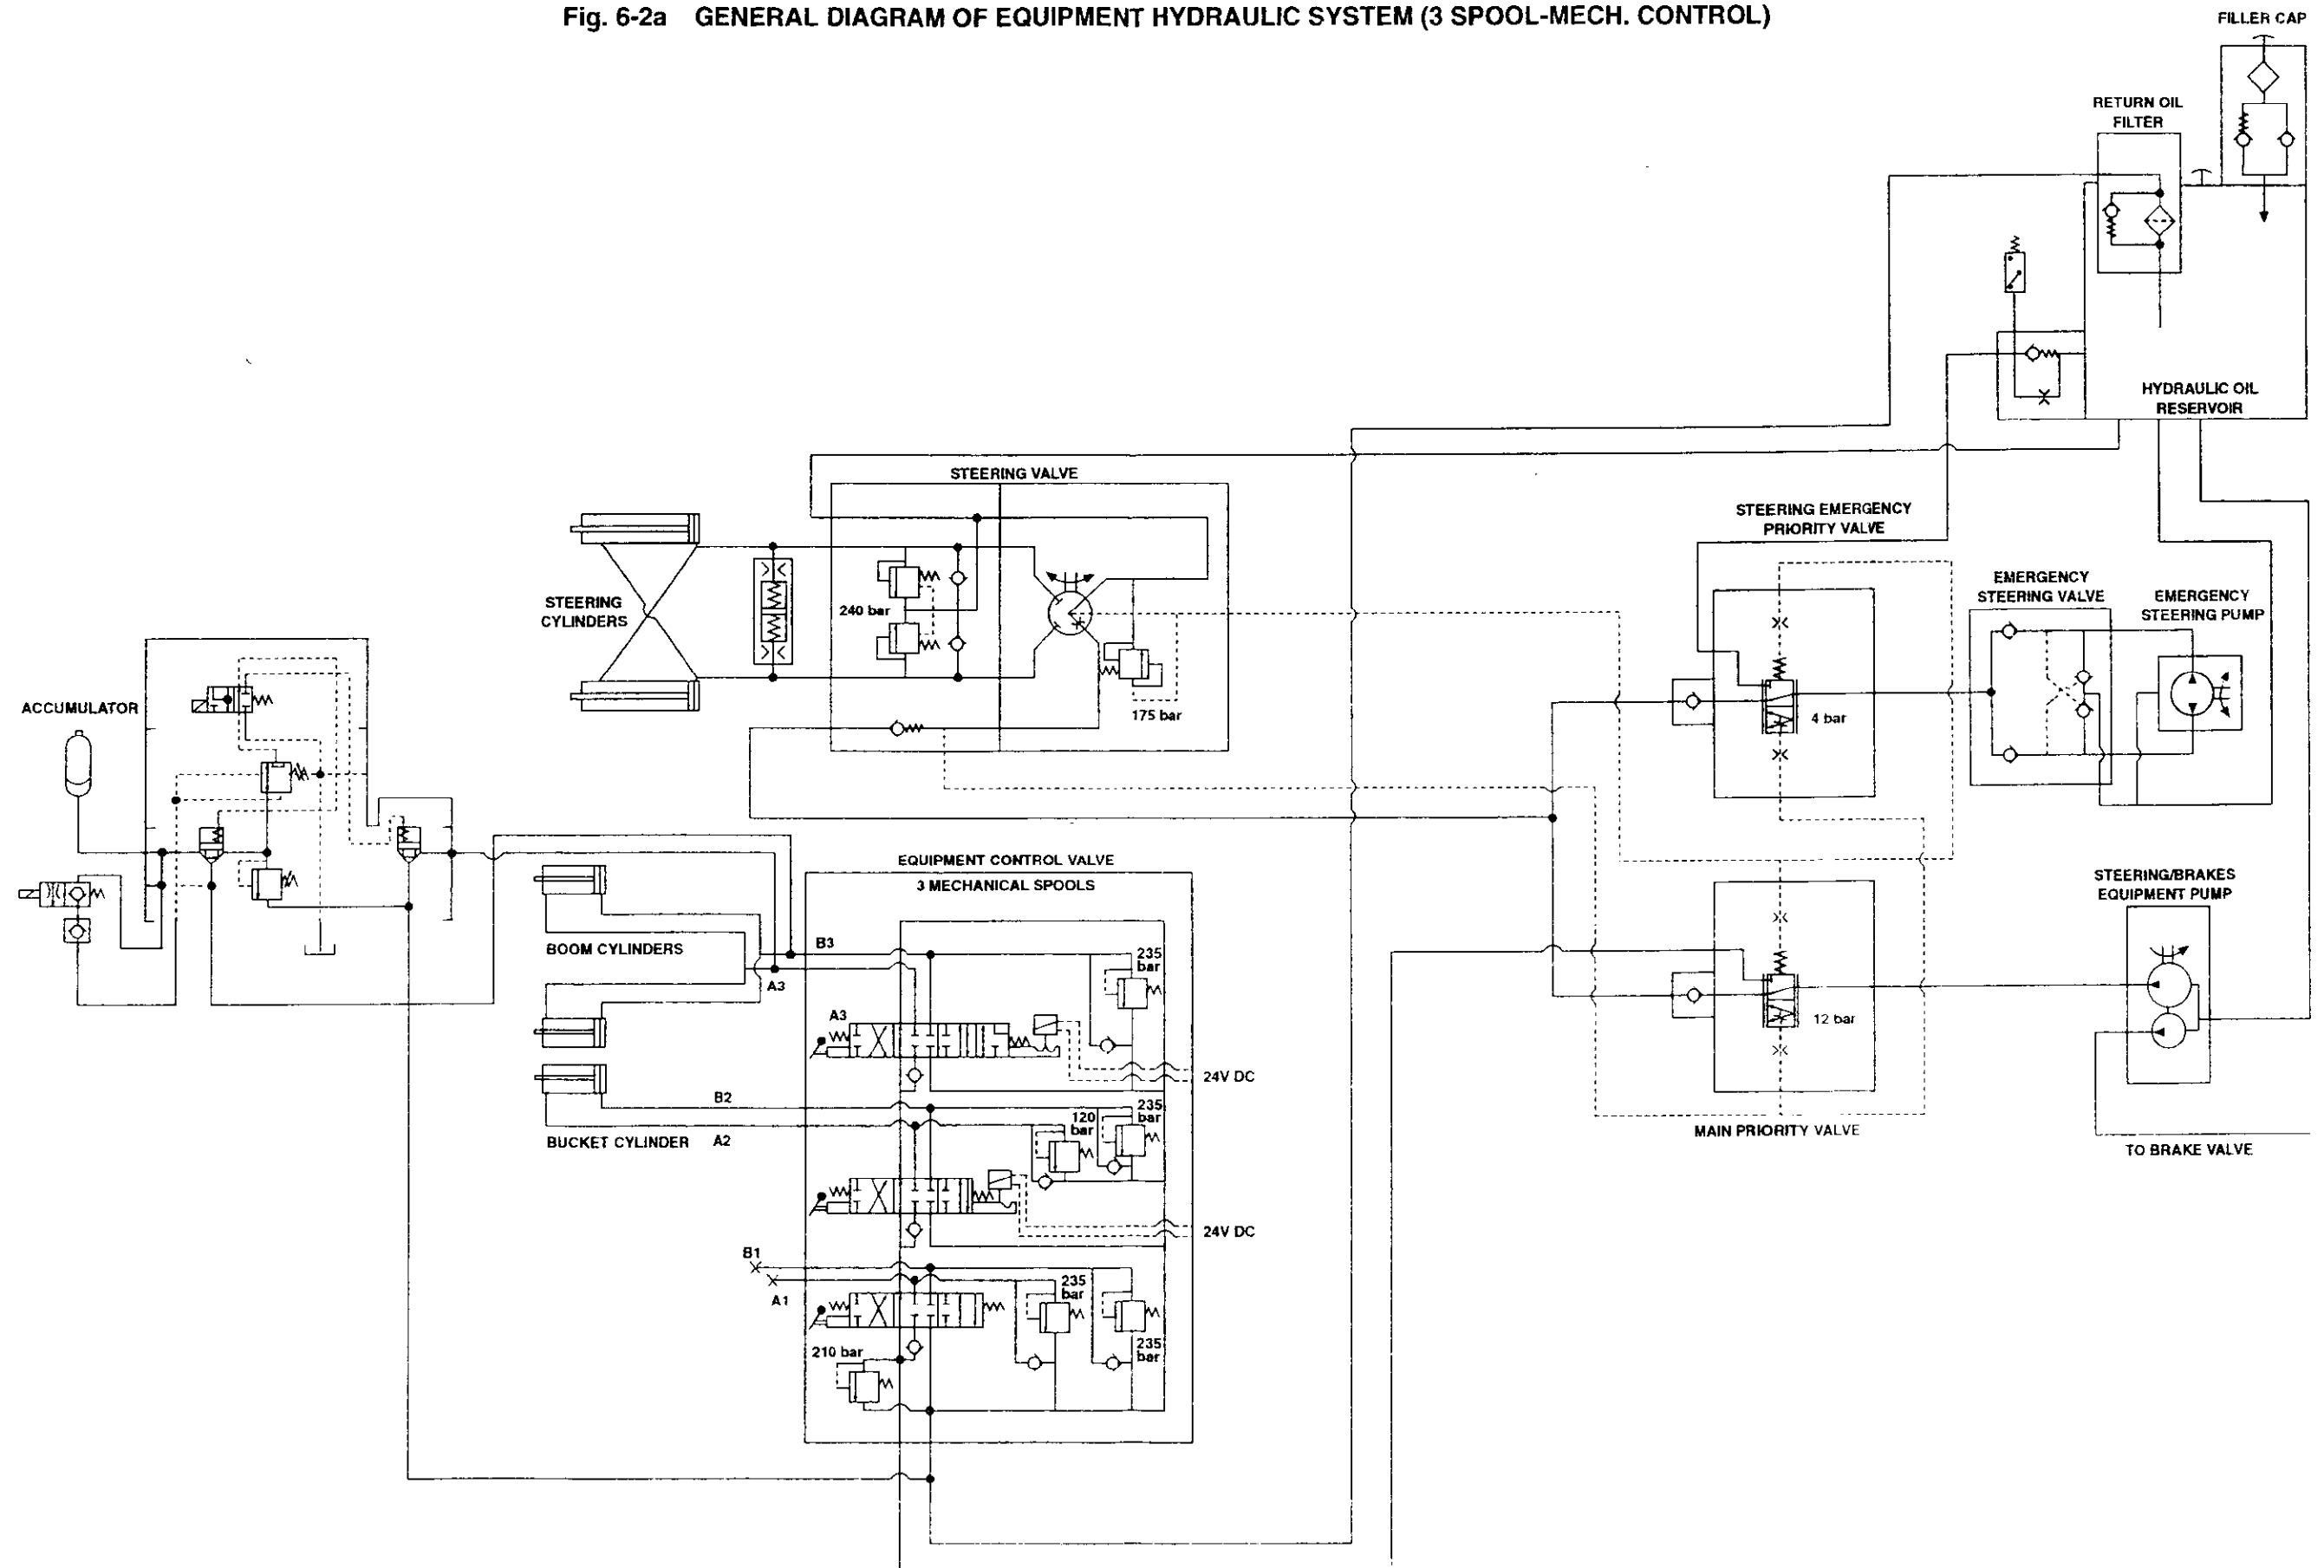 Fig. 6-2a GENERAL DIAGRAM OF EQUIPMENT HYDRAULIC SYSTEM (3 SPOOL-MECH. CONTROL)
FILLER CAP
RETURN OIL
FILTER
HYDRAULIC OIL
RESERVOIR
STEERING VALVE
STEERING EMERGENCY
PRIORITY VALVE
EMERGENCY
STEERING VALVE
EMERGENCY
STEERING PUMP
STEERING
CYLINDERS
240 bar
175 bar
4 bar
ACCUMULATOR
EQUIPMENT CONTROL VALVE
3 MECHANICAL SPOOLS
STEERING/BRAKES
EQUIPMENT PUMP
BOOM CYLINDERS
B3
A3
235
bar
A3
12 bar
24V DC
B2
120
bar
235
bar
BUCKET CYLINDER
A2
MAIN PRIORITY VALVE
TO BRAKE VALVE
24V DC
B1
A1
235
bar
235
bar
210 bar